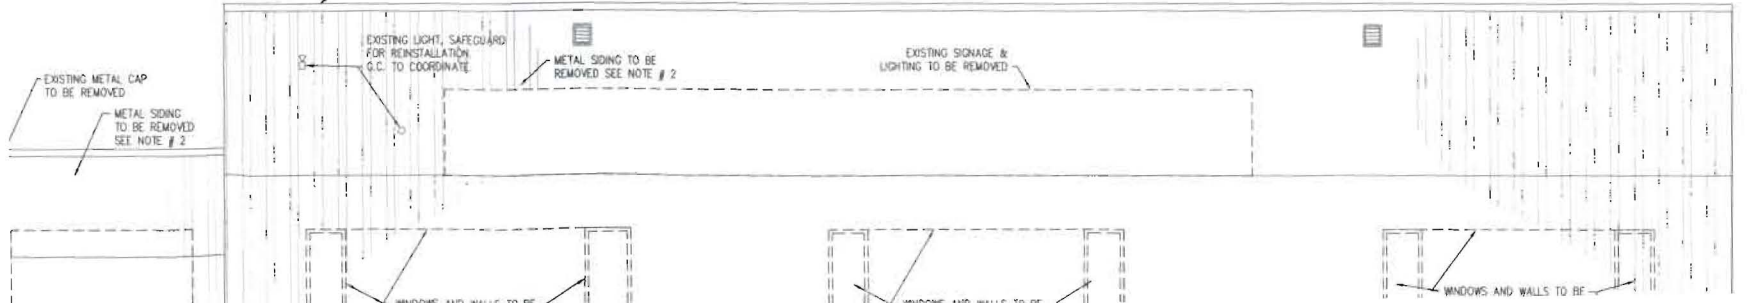 EXISTING LIGHT, SAFEGUARD
FOR REINSTALLATION
G.C. TO COORDINATE
METAL SIDING TO BE
REMOVED SEE NOTE # 2
EXISTING SIGNAGE &
LIGHTING TO BE REMOVED
EXISTING METAL CAP
TO BE REMOVED
METAL SIDING
TO BE REMOVED
SEE NOTE # 2
WINDOWS AND WALLS TO BE
WINDOWS AND WALLS TO BE
WINDOWS AND WALLS TO BE